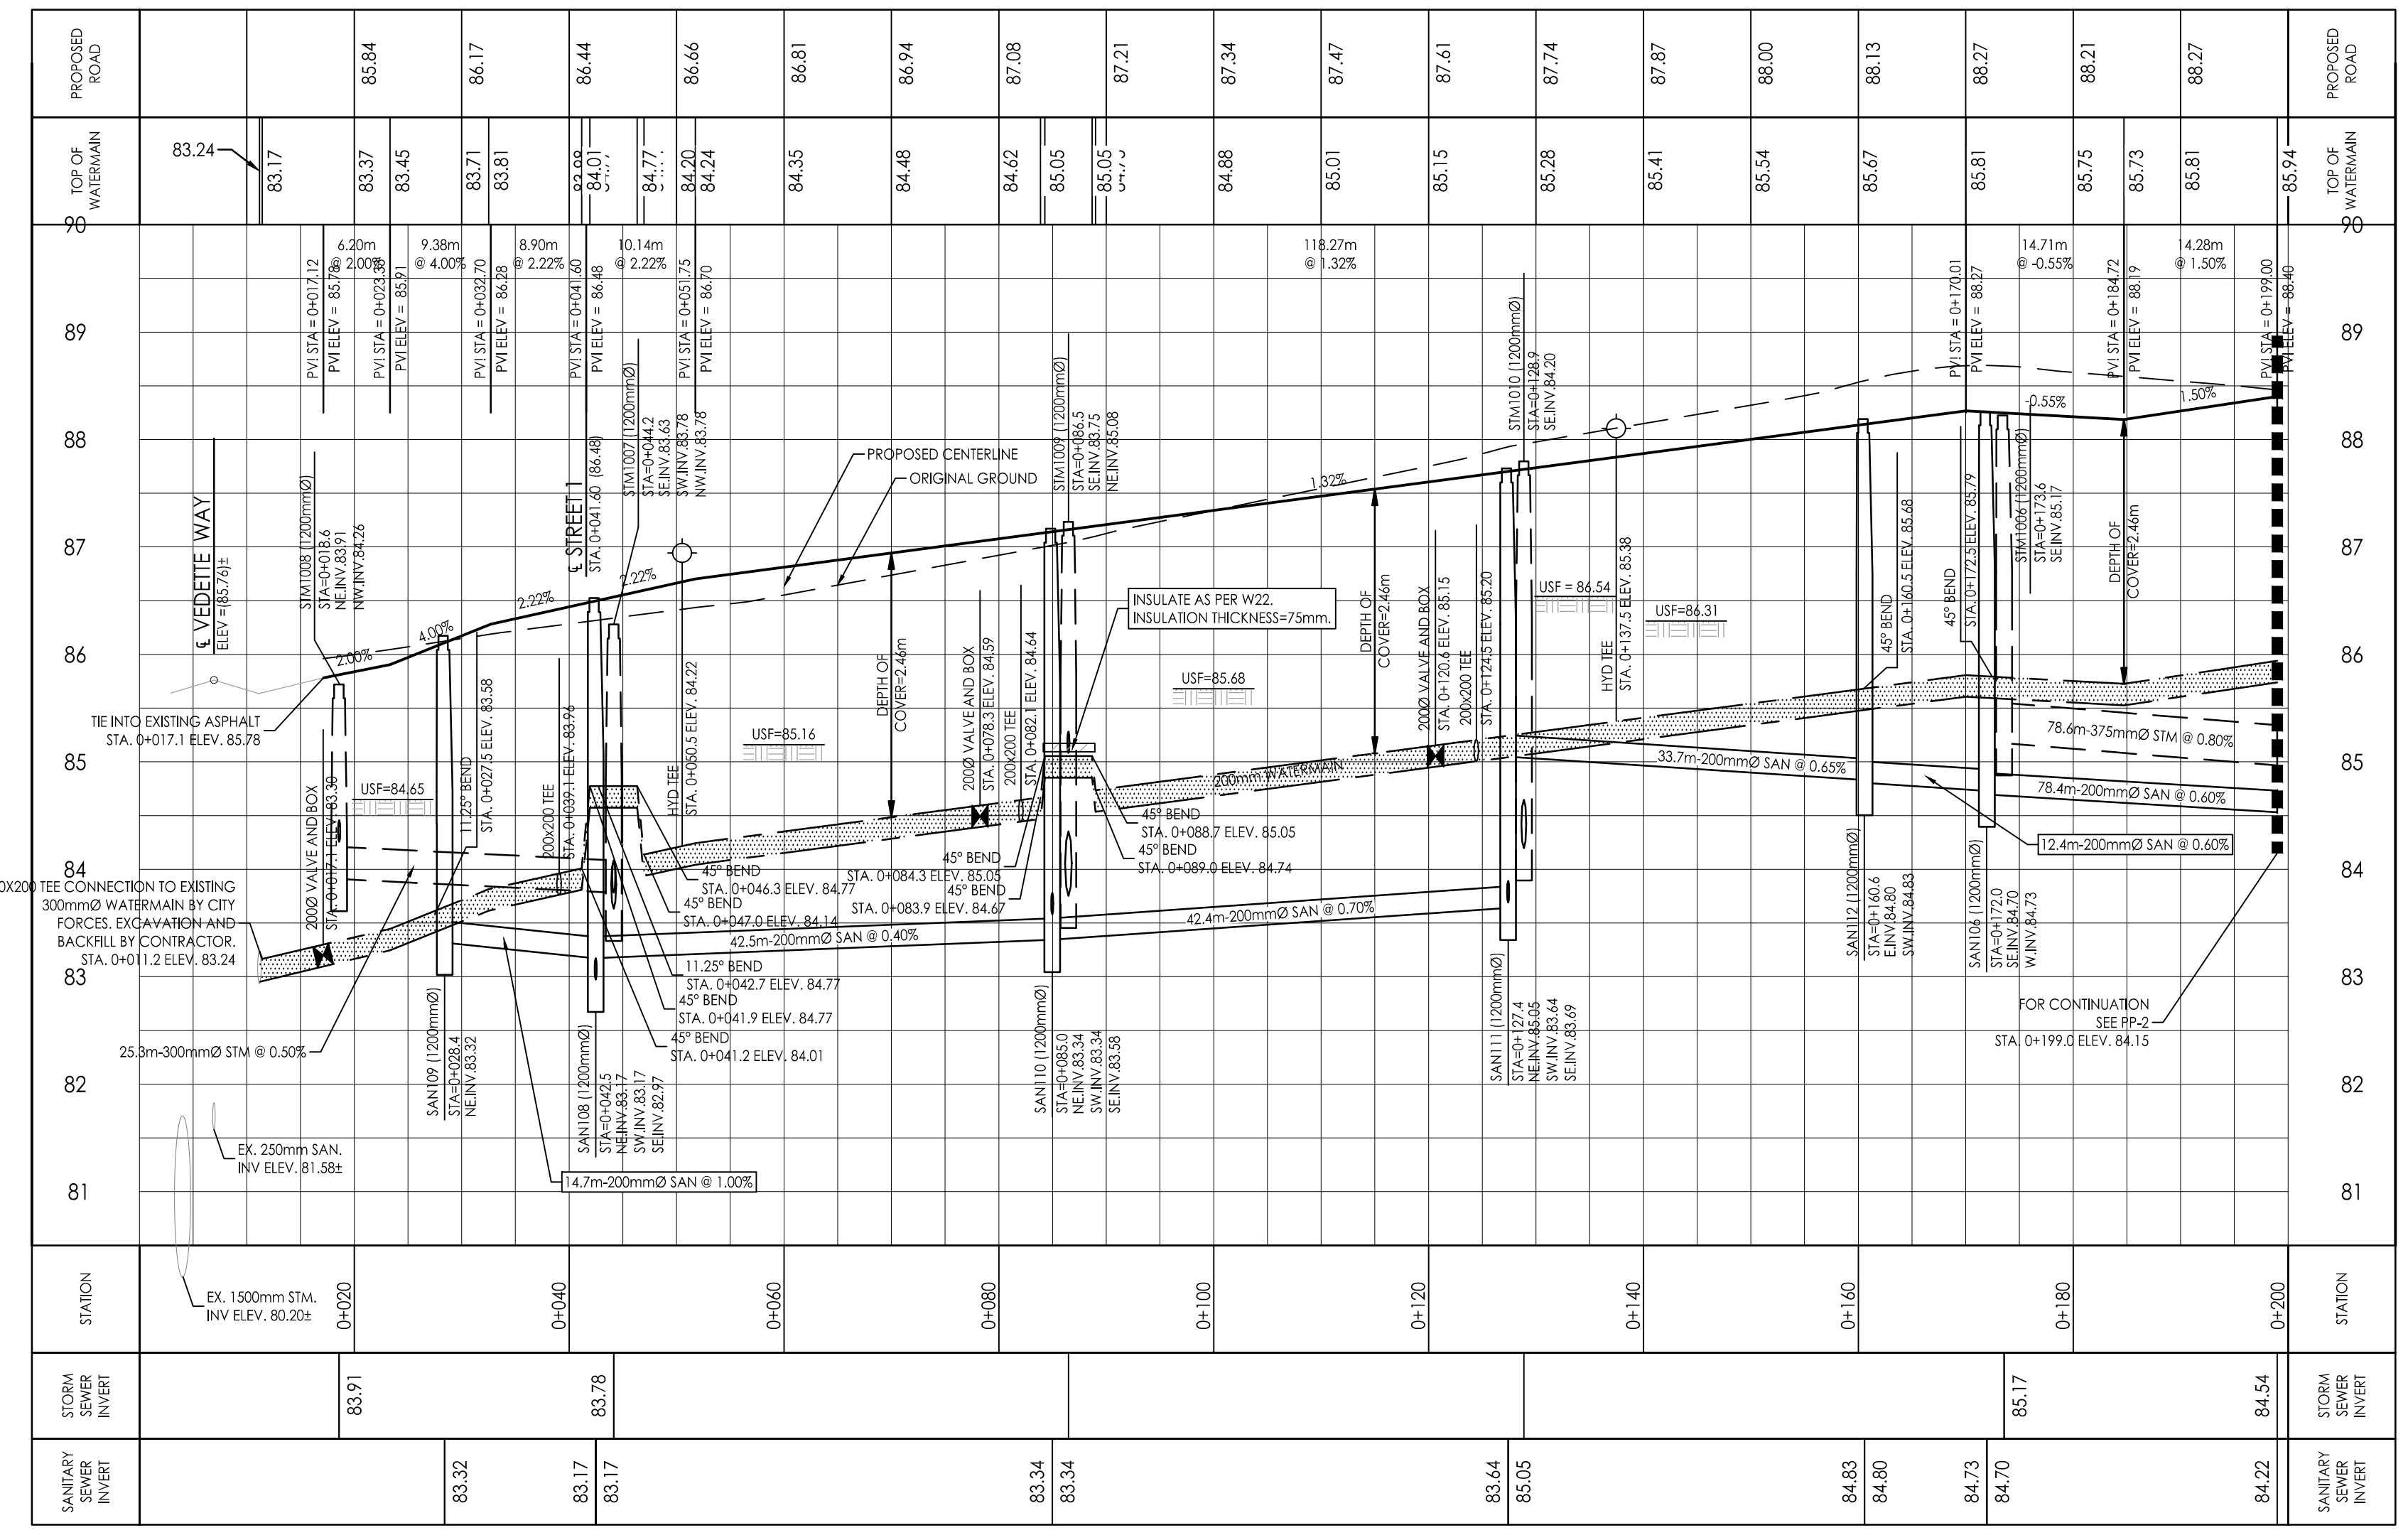 PROPOSED
ROAD
85.84
86.17
86.44
86.66
86.81
86.94
87.08
87.21
87.34
87.47
87.61
87.74
87.87
88.00
88.13
88.27
88.21
88.27
PROPOSED
ROAD
TOP OF
WATERMAIN
83.24
83.17
83.37
83.45
83.71
83.81
83.88
84.01
84.77
84.20
84.24
84.35
84.48
84.62
85.05
85.05
84.88
85.01
85.15
85.28
85.41
85.54
85.67
85.81
85.75
85.73
85.81
85.94
TOP OF
WATERMAIN
90
89
88
87
86
85
84
83
82
81
6.20m
@ 2.00%
9.38m
@ 4.00%
8.90m
@ 2.22%
10.14m
@ 2.22%
118.27m
@ 1.32%
14.71m
@ -0.55%
14.28m
@ 1.50%
PVI STA = 0+017.12
PVI ELEV = 85.78
PVI STA = 0+023.33
PVI ELEV = 85.91
PVI STA = 0+032.70
PVI ELEV = 86.28
PVI STA = 0+041.60
PVI ELEV = 86.48
PVI STA = 0+051.75
PVI ELEV = 86.70
PVI STA = 0+170.01
PVI ELEV = 88.27
PVI STA = 0+184.72
PVI ELEV = 88.19
PVI STA = 0+199.00
PVI ELEV = 88.40
℄ VEDETTE WAY
ELEV =(85.76)±
STM1008 (1200mmØ)
STA=0+018.6
NE.INV.83.91
NW.INV.84.26
℄ STREET 1
STA. 0+041.60 (86.48)
STM1007 (1200mmØ)
STA=0+044.2
SE.INV.83.63
SW.INV.83.78
NW.INV.83.78
PROPOSED CENTERLINE
ORIGINAL GROUND
STM1009 (1200mmØ)
STA=0+086.5
SE.INV.83.75
NE.INV.85.08
STM1010 (1200mmØ)
STA=0+128.9
SE.INV.84.20
STM1006 (1200mmØ)
STA=0+173.6
SE.INV.85.17
2.00%
4.00%
2.22%
2.22%
1.32%
-0.55%
1.50%
TIE INTO EXISTING ASPHALT
STA. 0+017.1 ELEV. 85.78
200Ø VALVE AND BOX
STA. 0+017.1 ELEV. 83.30
USF=84.65
11.25° BEND
STA. 0+027.5 ELEV. 83.58
200x200 TEE
STA. 0+039.1 ELEV. 83.96
HYD TEE
STA. 0+050.5 ELEV. 84.22
USF=85.16
DEPTH OF
COVER=2.46m
200Ø VALVE AND BOX
STA. 0+078.3 ELEV. 84.59
200x200 TEE
STA. 0+082.1 ELEV. 84.64
INSULATE AS PER W22.
INSULATION THICKNESS=75mm.
USF=85.68
200mm WATERMAIN
DEPTH OF
COVER=2.46m
200Ø VALVE AND BOX
STA. 0+120.6 ELEV. 85.15
200x200 TEE
STA. 0+124.5 ELEV. 85.20
USF = 86.54
HYD TEE
STA. 0+137.5 ELEV. 85.38
USF=86.31
45° BEND
STA. 0+160.5 ELEV. 85.68
45° BEND
STA. 0+172.5 ELEV. 85.79
DEPTH OF
COVER=2.46m
78.6m-375mmØ STM @ 0.80%
33.7m-200mmØ SAN @ 0.65%
78.4m-200mmØ SAN @ 0.60%
12.4m-200mmØ SAN @ 0.60%
0X200 TEE CONNECTION TO EXISTING
300mmØ WATERMAIN BY CITY
FORCES. EXCAVATION AND
BACKFILL BY CONTRACTOR.
STA. 0+011.2 ELEV. 83.24
45° BEND
STA. 0+046.3 ELEV. 84.77
45° BEND
STA. 0+047.0 ELEV. 84.14
42.5m-200mmØ SAN @ 0.40%
11.25° BEND
STA. 0+042.7 ELEV. 84.77
45° BEND
STA. 0+041.9 ELEV. 84.77
45° BEND
STA. 0+041.2 ELEV. 84.01
45° BEND
STA. 0+084.3 ELEV. 85.05
45° BEND
STA. 0+083.9 ELEV. 84.67
45° BEND
STA. 0+088.7 ELEV. 85.05
45° BEND
STA. 0+089.0 ELEV. 84.74
42.4m-200mmØ SAN @ 0.70%
25.3m-300mmØ STM @ 0.50%
SAN109 (1200mmØ)
STA=0+028.4
NE.INV.83.32
SAN108 (1200mmØ)
STA=0+042.5
NE.INV.83.17
SW.INV.83.17
SE.INV.82.97
SAN110 (1200mmØ)
STA=0+085.0
NE.INV.83.34
SW.INV.83.34
SE.INV.83.58
SAN111 (1200mmØ)
STA=0+127.4
NE.INV.85.05
SW.INV.83.64
SE.INV.83.69
SAN112 (1200mmØ)
STA=0+160.6
E.INV.84.80
SW.INV.84.83
SAN106 (1200mmØ)
STA=0+172.0
SE.INV.84.70
W.INV.84.73
FOR CONTINUATION
SEE PP-2
STA. 0+199.0 ELEV. 84.15
EX. 250mm SAN.
INV ELEV. 81.58±
14.7m-200mmØ SAN @ 1.00%
EX. 1500mm STM.
INV ELEV. 80.20±
90
89
88
87
86
85
84
83
82
81
STATION
0+020
0+040
0+060
0+080
0+100
0+120
0+140
0+160
0+180
0+200
STATION
STORM
SEWER
INVERT
83.91
83.78
85.17
84.54
STORM
SEWER
INVERT
SANITARY
SEWER
INVERT
83.32
83.17
83.17
83.34
83.34
83.64
85.05
84.83
84.80
84.73
84.70
84.22
SANITARY
SEWER
INVERT